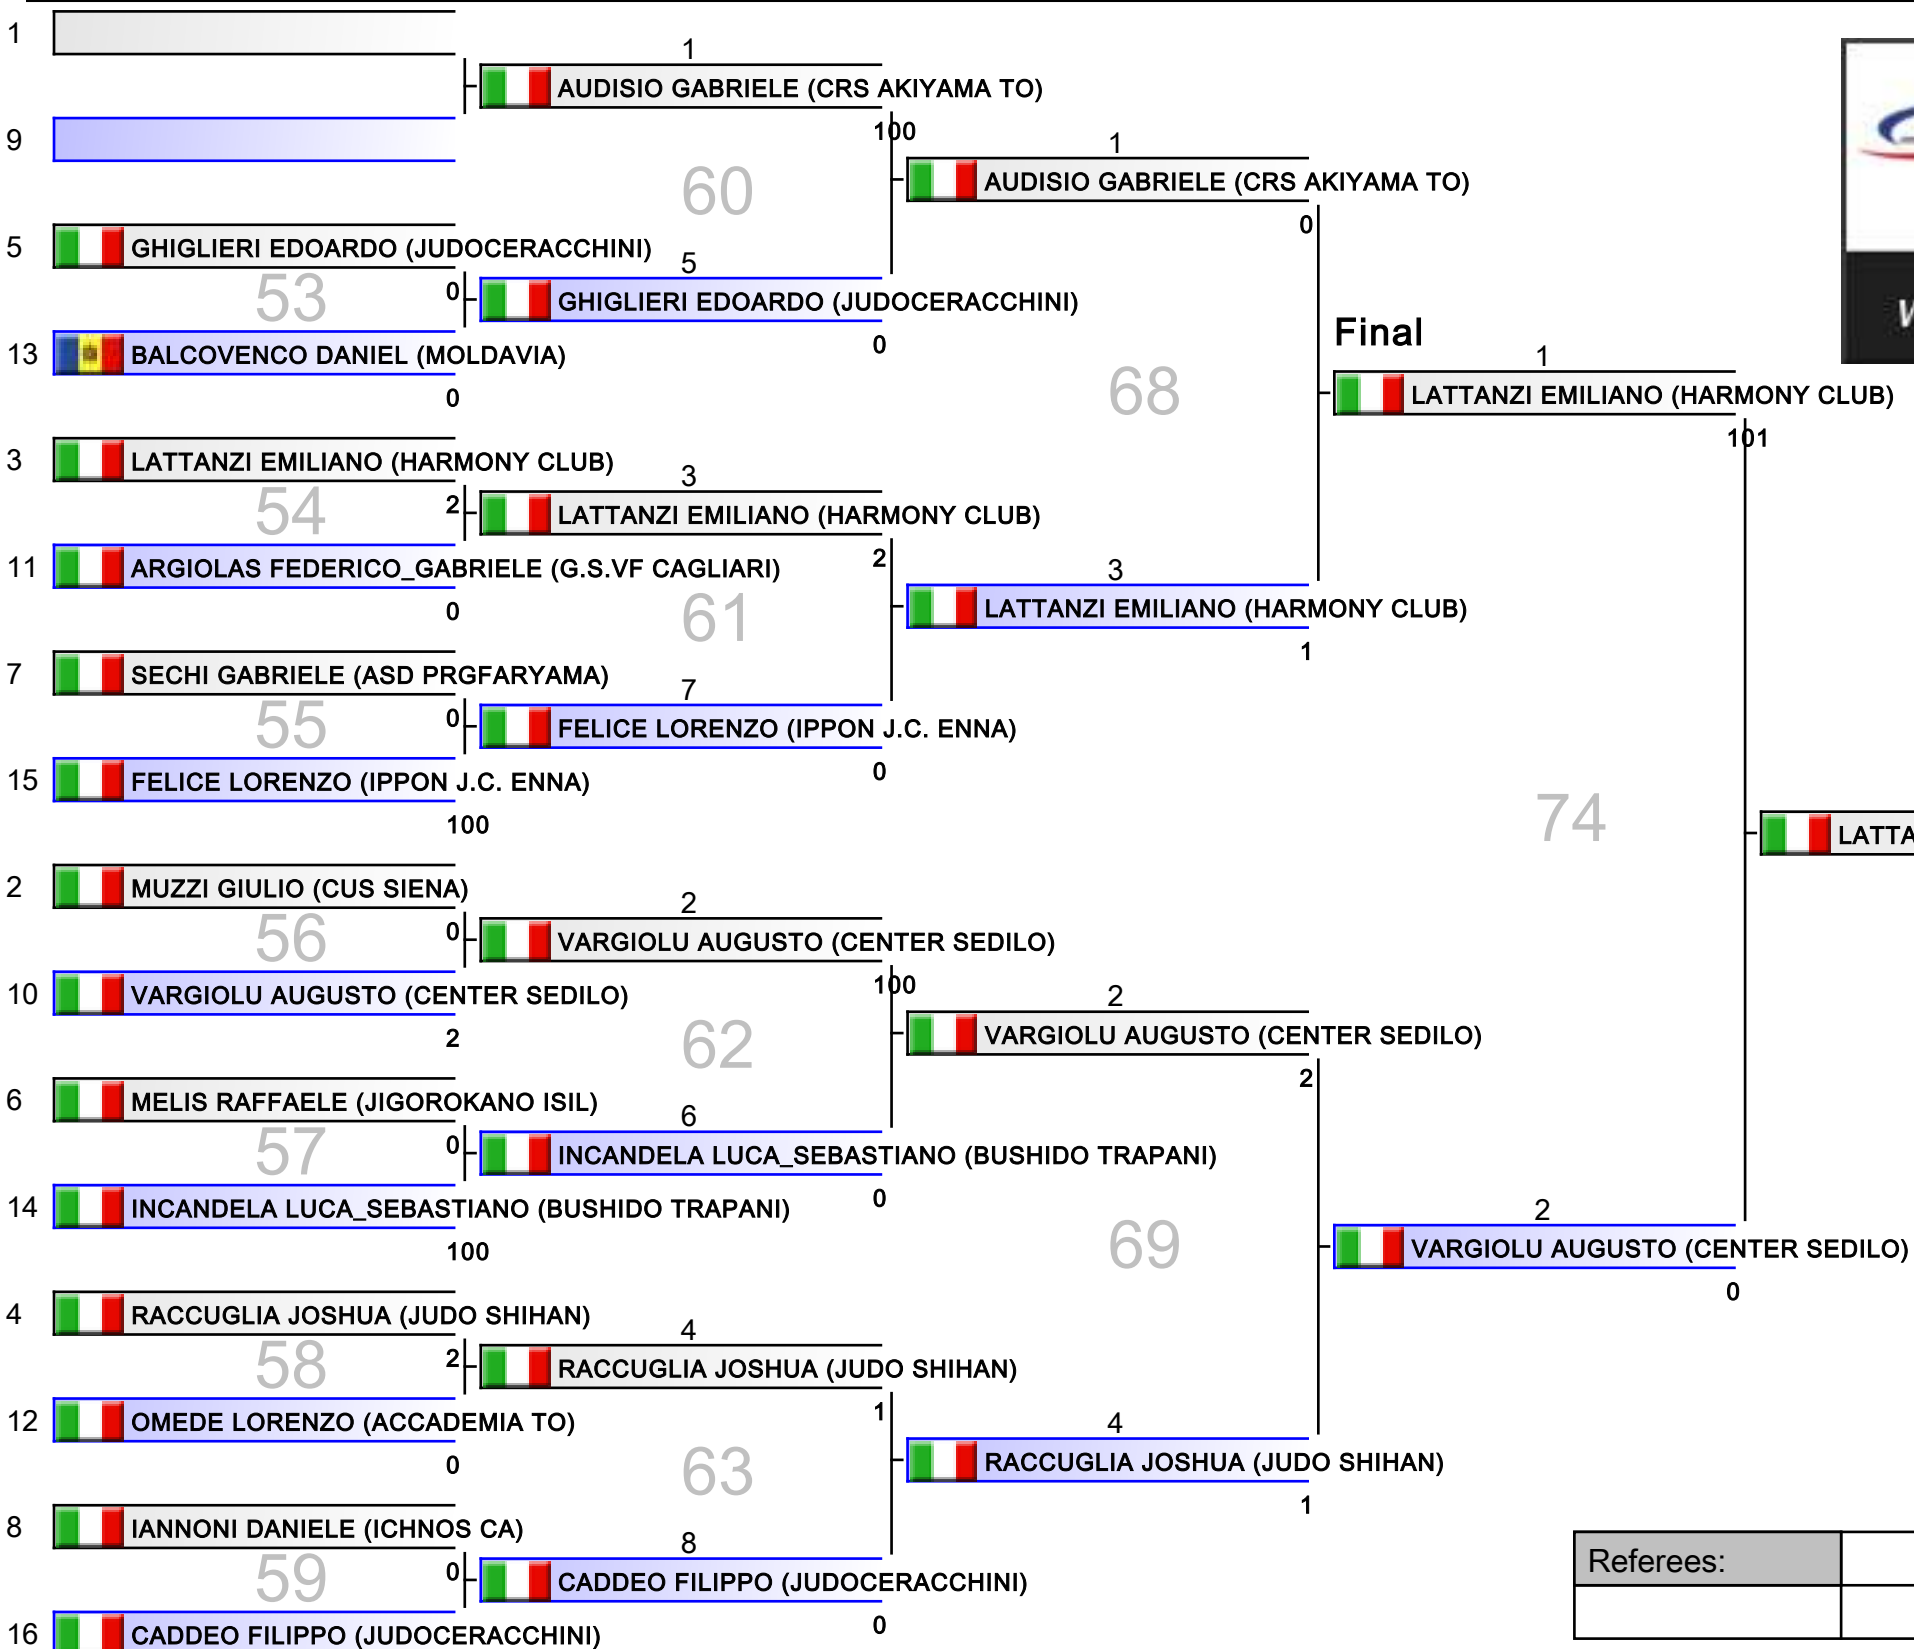 1
1
AUDISIO GABRIELE (CRS AKIYAMA TO)
100
9
1
AUDISIO GABRIELE (CRS AKIYAMA TO)
60
0
5
GHIGLIERI EDOARDO (JUDOCERACCHINI)
5
53
0
GHIGLIERI EDOARDO (JUDOCERACCHINI)
0
13
BALCOVENCO DANIEL (MOLDAVIA)
0
Final
1
68
LATTANZI EMILIANO (HARMONY CLUB)
101
3
LATTANZI EMILIANO (HARMONY CLUB)
3
54
2
LATTANZI EMILIANO (HARMONY CLUB)
2
11
ARGIOLAS FEDERICO_GABRIELE (G.S.VF CAGLIARI)
0
3
61
LATTANZI EMILIANO (HARMONY CLUB)
1
7
SECHI GABRIELE (ASD PRGFARYAMA)
7
55
0
FELICE LORENZO (IPPON J.C. ENNA)
0
15
FELICE LORENZO (IPPON J.C. ENNA)
100
74
LATTA
2
MUZZI GIULIO (CUS SIENA)
2
56
0
VARGIOLU AUGUSTO (CENTER SEDILO)
100
10
VARGIOLU AUGUSTO (CENTER SEDILO)
2
2
62
VARGIOLU AUGUSTO (CENTER SEDILO)
2
6
MELIS RAFFAELE (JIGOROKANO ISIL)
6
57
0
INCANDELA LUCA_SEBASTIANO (BUSHIDO TRAPANI)
0
14
INCANDELA LUCA_SEBASTIANO (BUSHIDO TRAPANI)
100
69
2
VARGIOLU AUGUSTO (CENTER SEDILO)
0
4
RACCUGLIA JOSHUA (JUDO SHIHAN)
4
58
2
RACCUGLIA JOSHUA (JUDO SHIHAN)
1
12
OMEDE LORENZO (ACCADEMIA TO)
0
4
63
RACCUGLIA JOSHUA (JUDO SHIHAN)
1
8
IANNONI DANIELE (ICHNOS CA)
8
59
0
CADDEO FILIPPO (JUDOCERACCHINI)
0
16
CADDEO FILIPPO (JUDOCERACCHINI)
Referees: